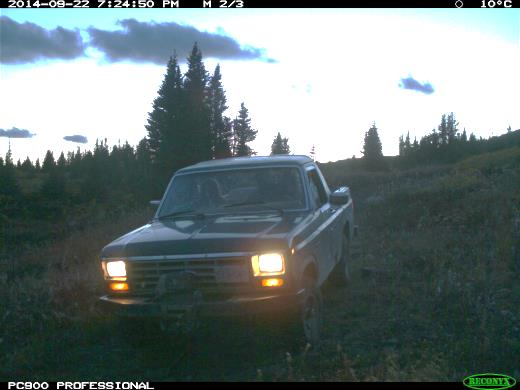 2014-09-22 7:24:50 PM M 2/3 10°C
PC900 PROFESSIONAL
RECONYX